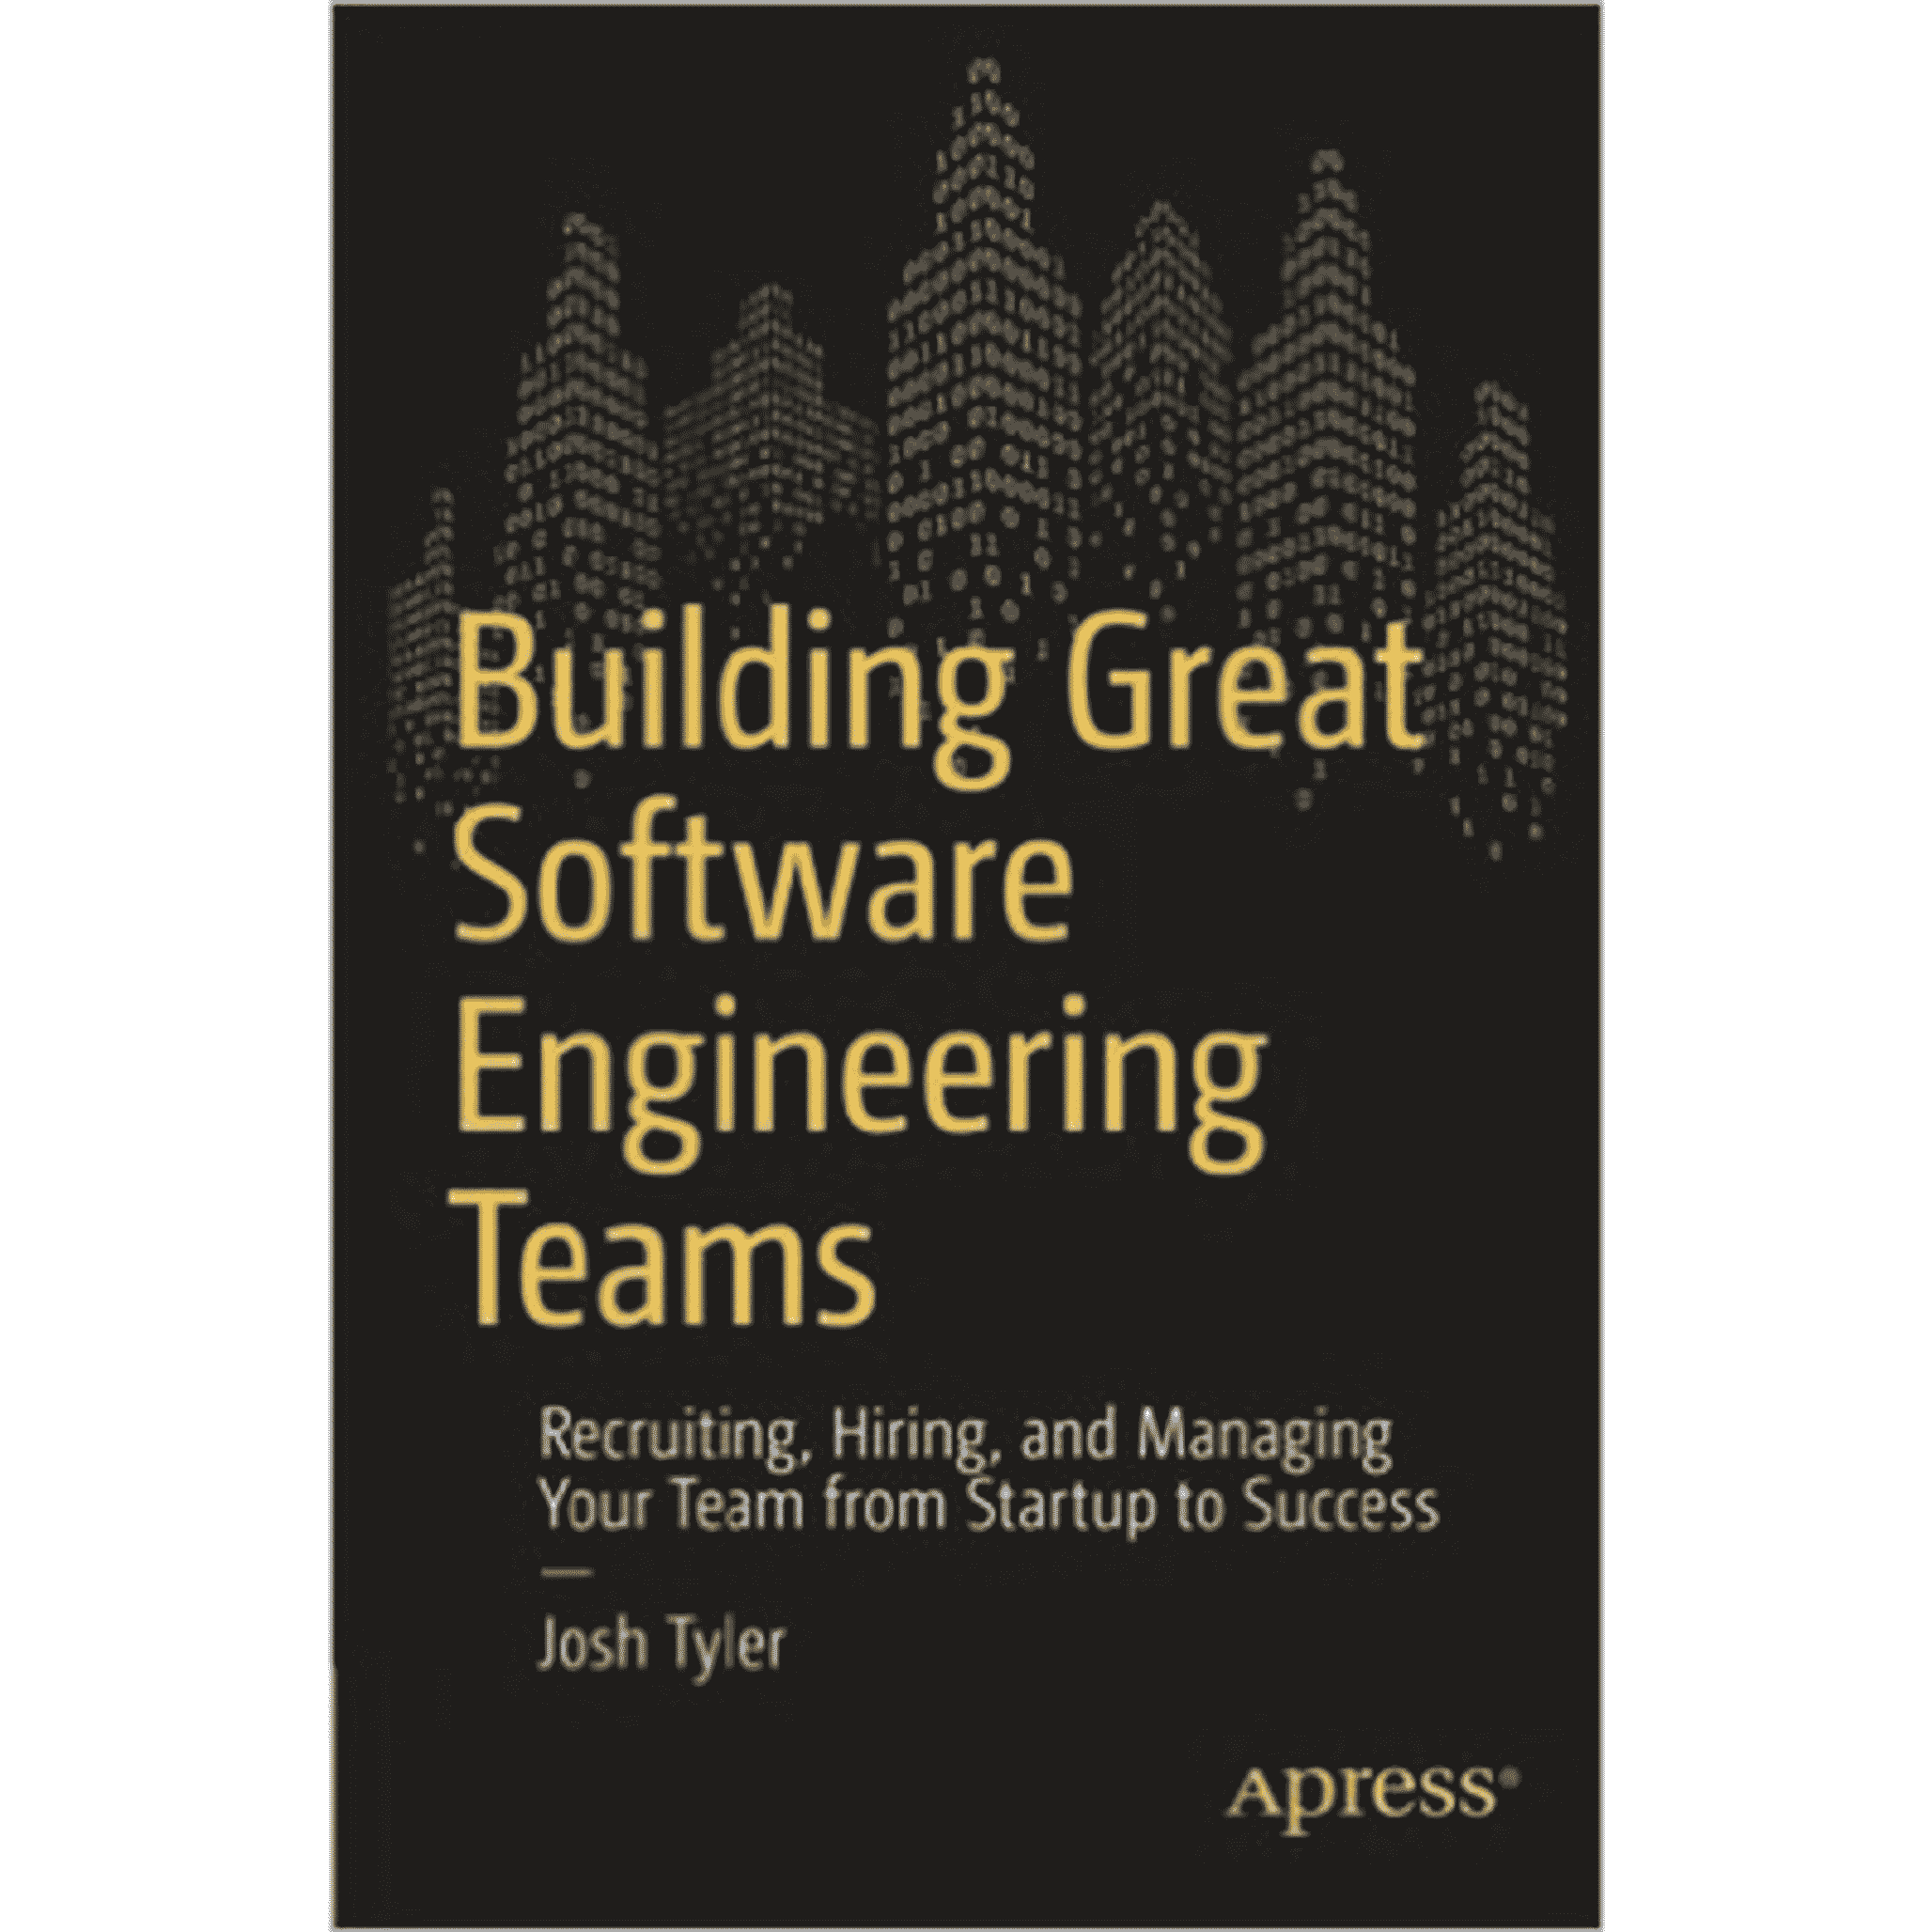 Building Great
Software
Engineering
Teams
Recruiting, Hiring, and Managing
Your Team from Startup to Success
—
Josh Tyler
Apress®